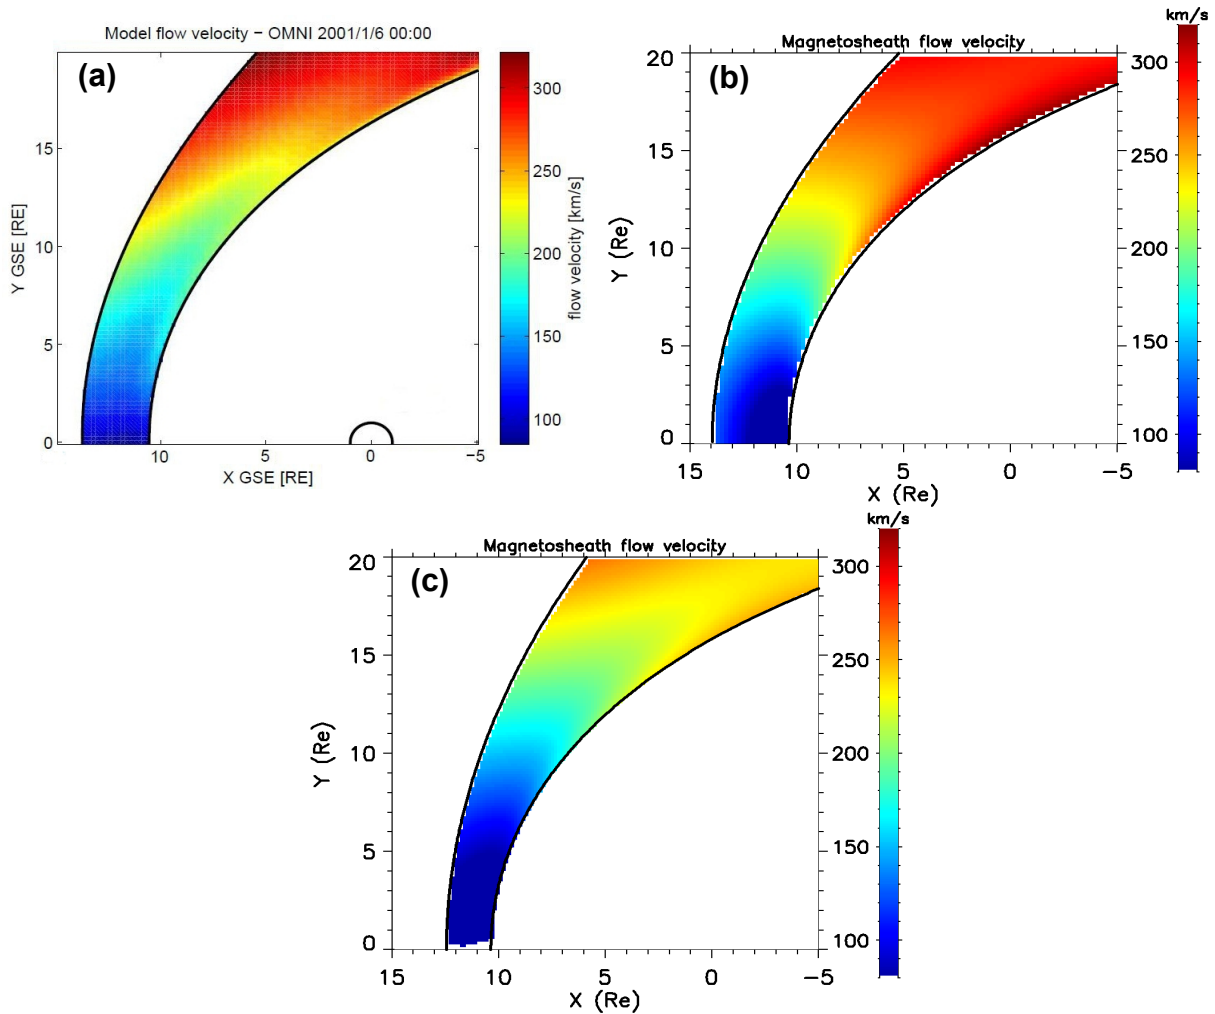 Model flow velocity − OMNI 2001/1/6 00:00
(a)
15
10
5
0
Y GSE [RE]
10
5
0
−5
X GSE [RE]
300
250
200
150
100
flow velocity [km/s]
km/s
Magnetosheath flow velocity
(b)
20
15
10
5
0
Y (Re)
15
10
5
0
−5
X (Re)
300
250
200
150
100
km/s
Magnetosheath flow velocity
(c)
20
15
10
5
0
Y (Re)
15
10
5
0
−5
X (Re)
300
250
200
150
100